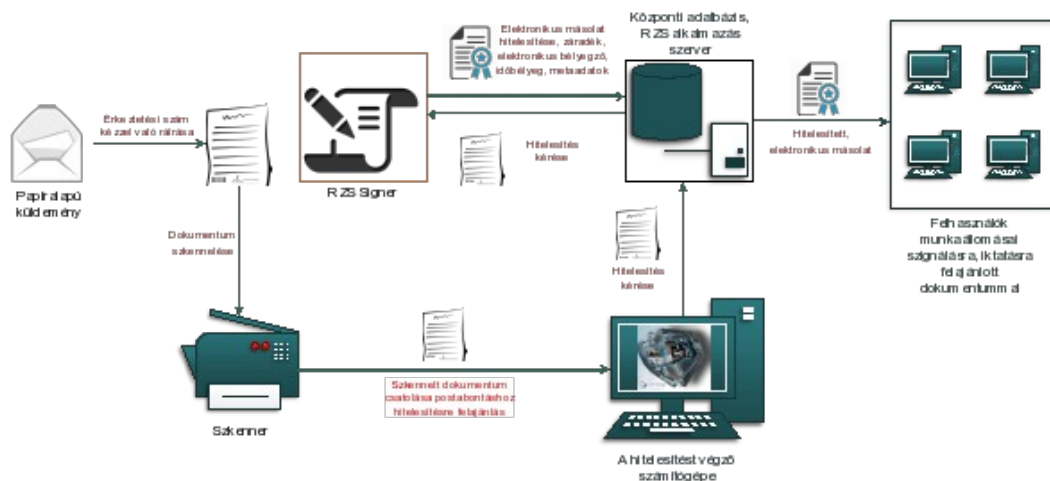 Elektronikus másolat
hitelesítése, záradék,
elektronikus bélyegző,
időbélyeg, metaadatok
Központi adatbázis,
RZS alkalmazás
szerver
Érkeztetési szám
kézzel való ráírása
Hitelesítés
kérése
Hitelesített,
elektronikus másolat
Papíralapú
küldemény
RZS Signer
Dokumentum
szkennelése
Hitelesítés
kérése
Felhasználók
munkaállomásai
szignálásra, iktatásra
felajánlott
dokumentummal
Szkennelt dokumentum
csatolása postabontáshoz
hitelesítésre felajánlás
Szkenner
A hitelesítést végző
számítógépe